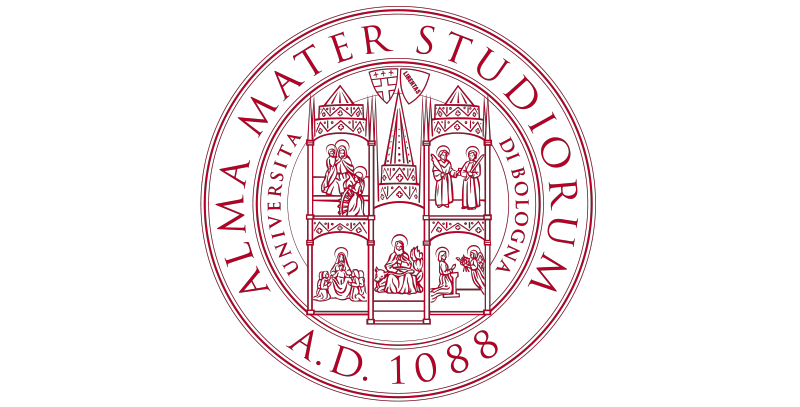 ALMA MATER STUDIORUM
A.D. 1088
UNIVERSITA
DI BOLOGNA
LIBERTAS